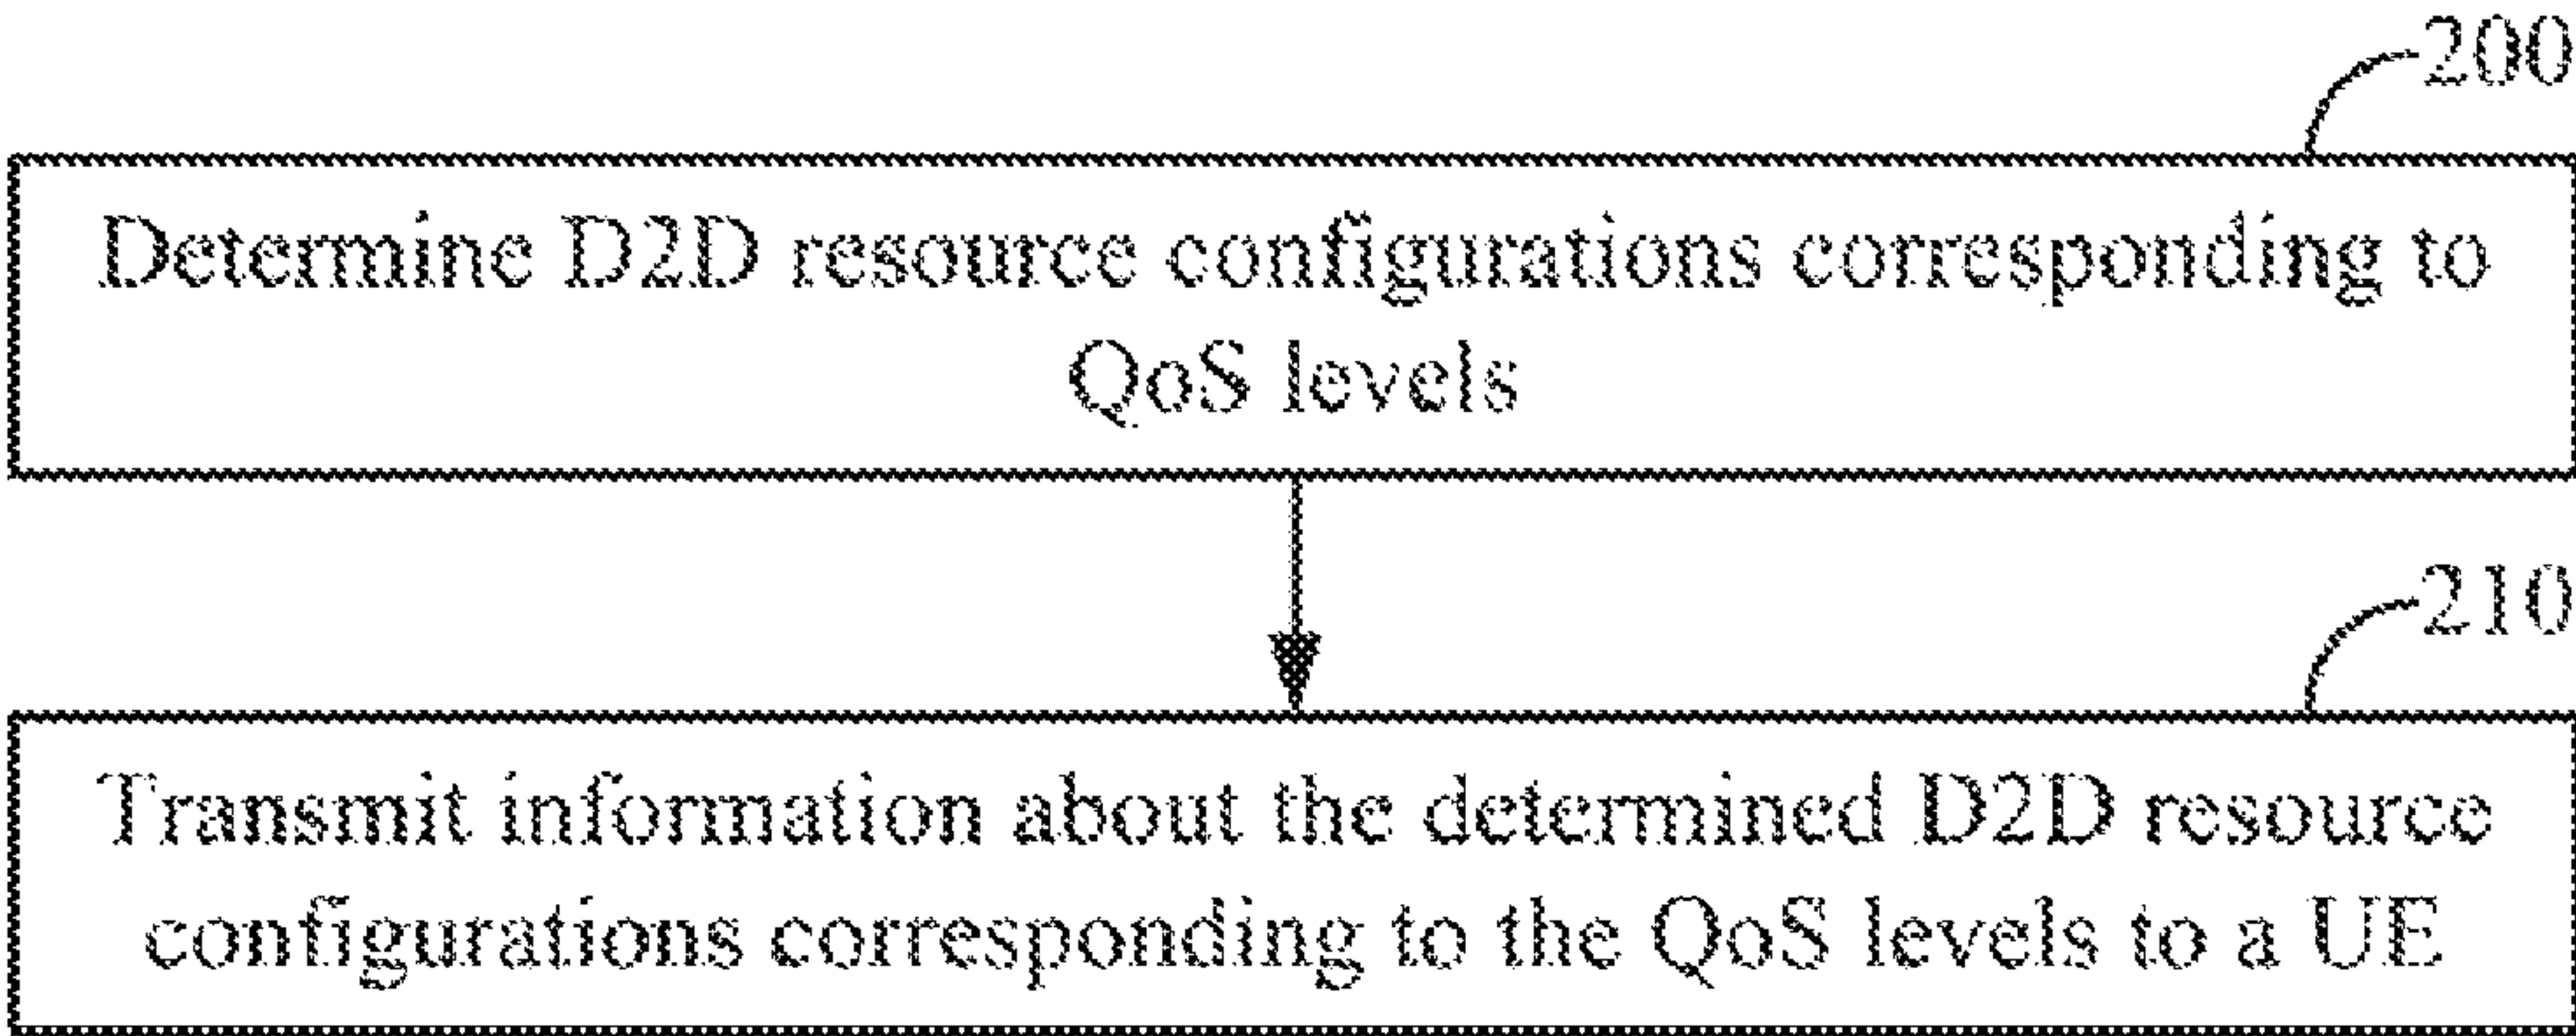 200
Determine D2D resource configurations corresponding to
QoS levels
210
Transmit information about the determined D2D resource
configurations corresponding to the QoS levels to a UE